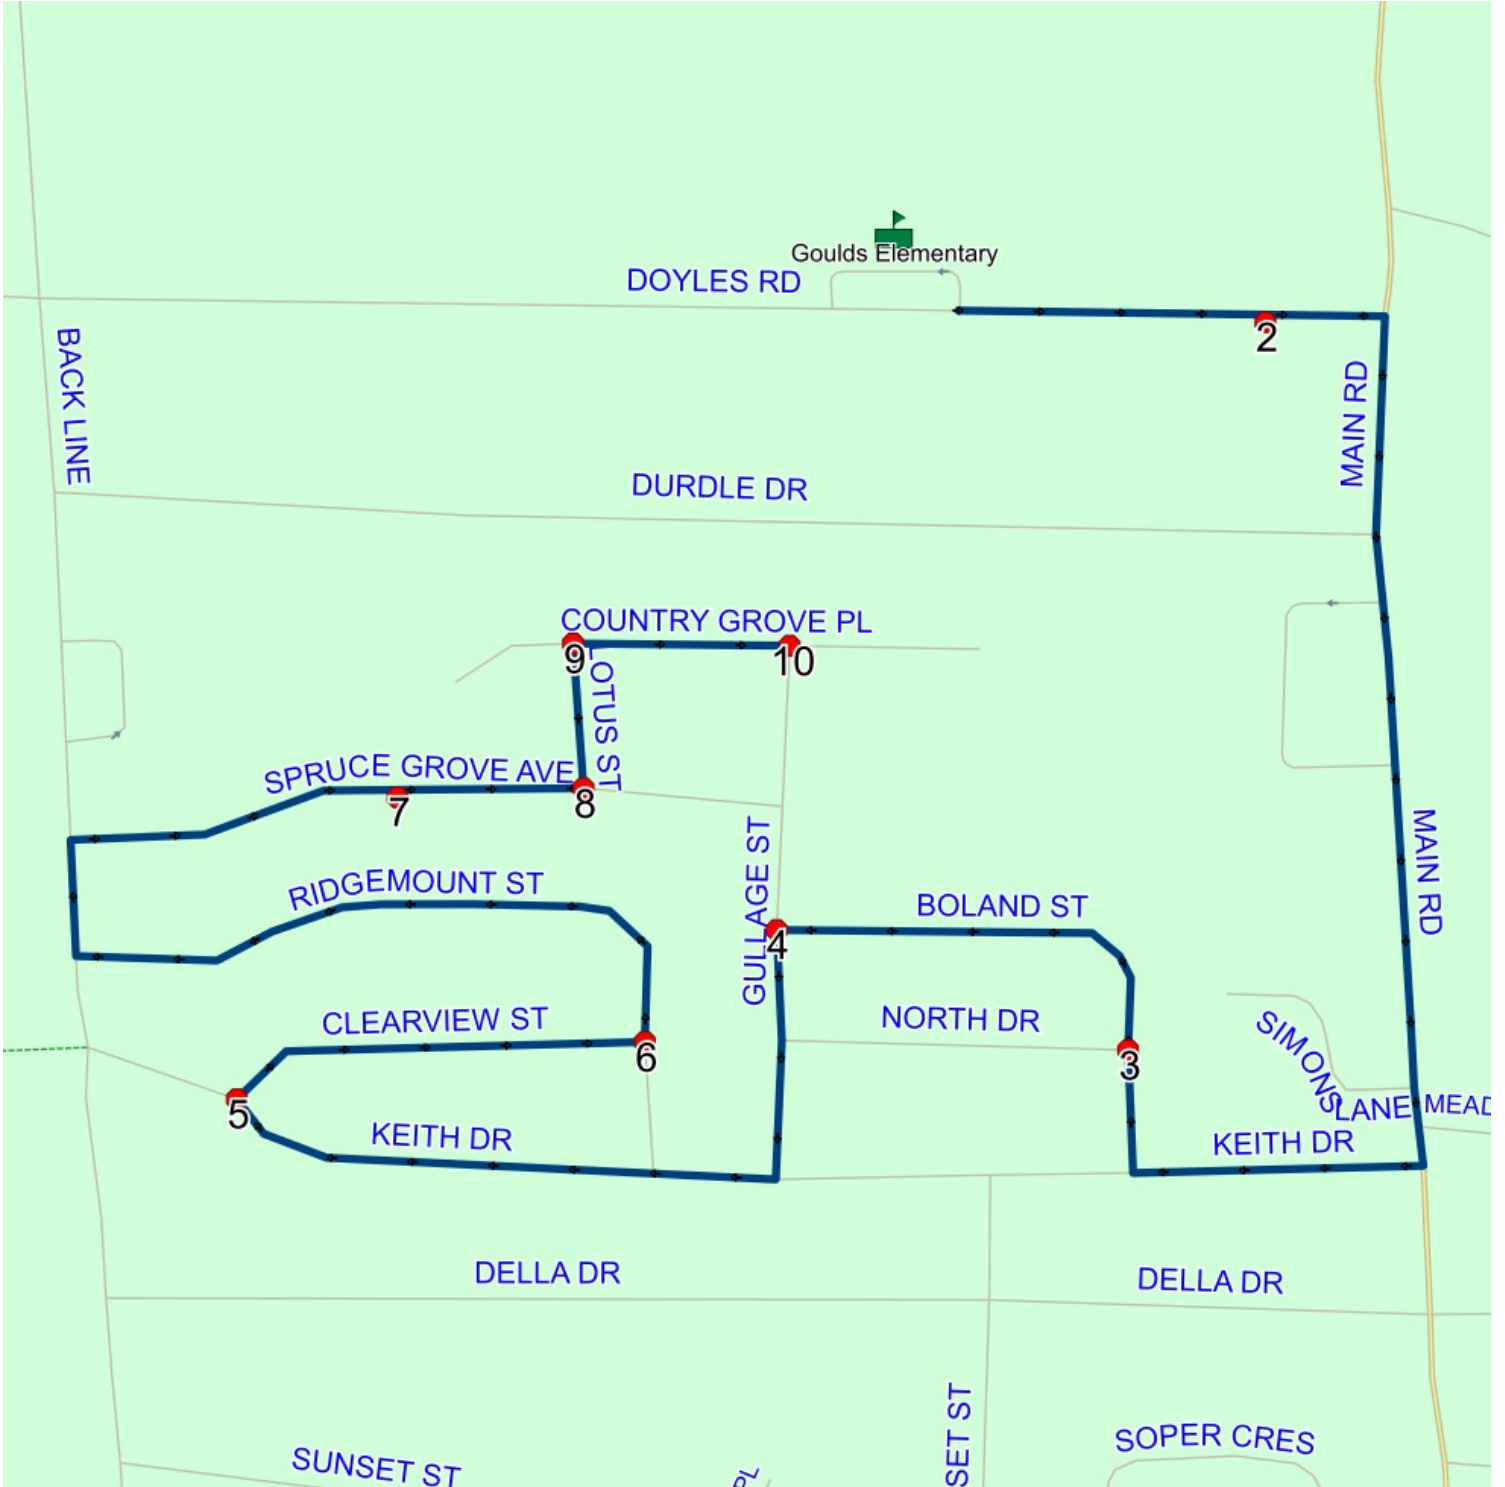 Goulds Elementary
DOYLES RD
2
BACK LINE
MAIN RD
DURDLE DR
COUNTRY GROVE PL
9
10
LOTUS ST
SPRUCE GROVE AVE
7
8
GULLAGE ST
MAIN RD
RIDGEMOUNT ST
BOLAND ST
4
CLEARVIEW ST
NORTH DR
SIMONS
LANE
MEAD
6
3
5
KEITH DR
KEITH DR
DELLA DR
DELLA DR
SET ST
SOPER CRES
SUNSET ST
PL